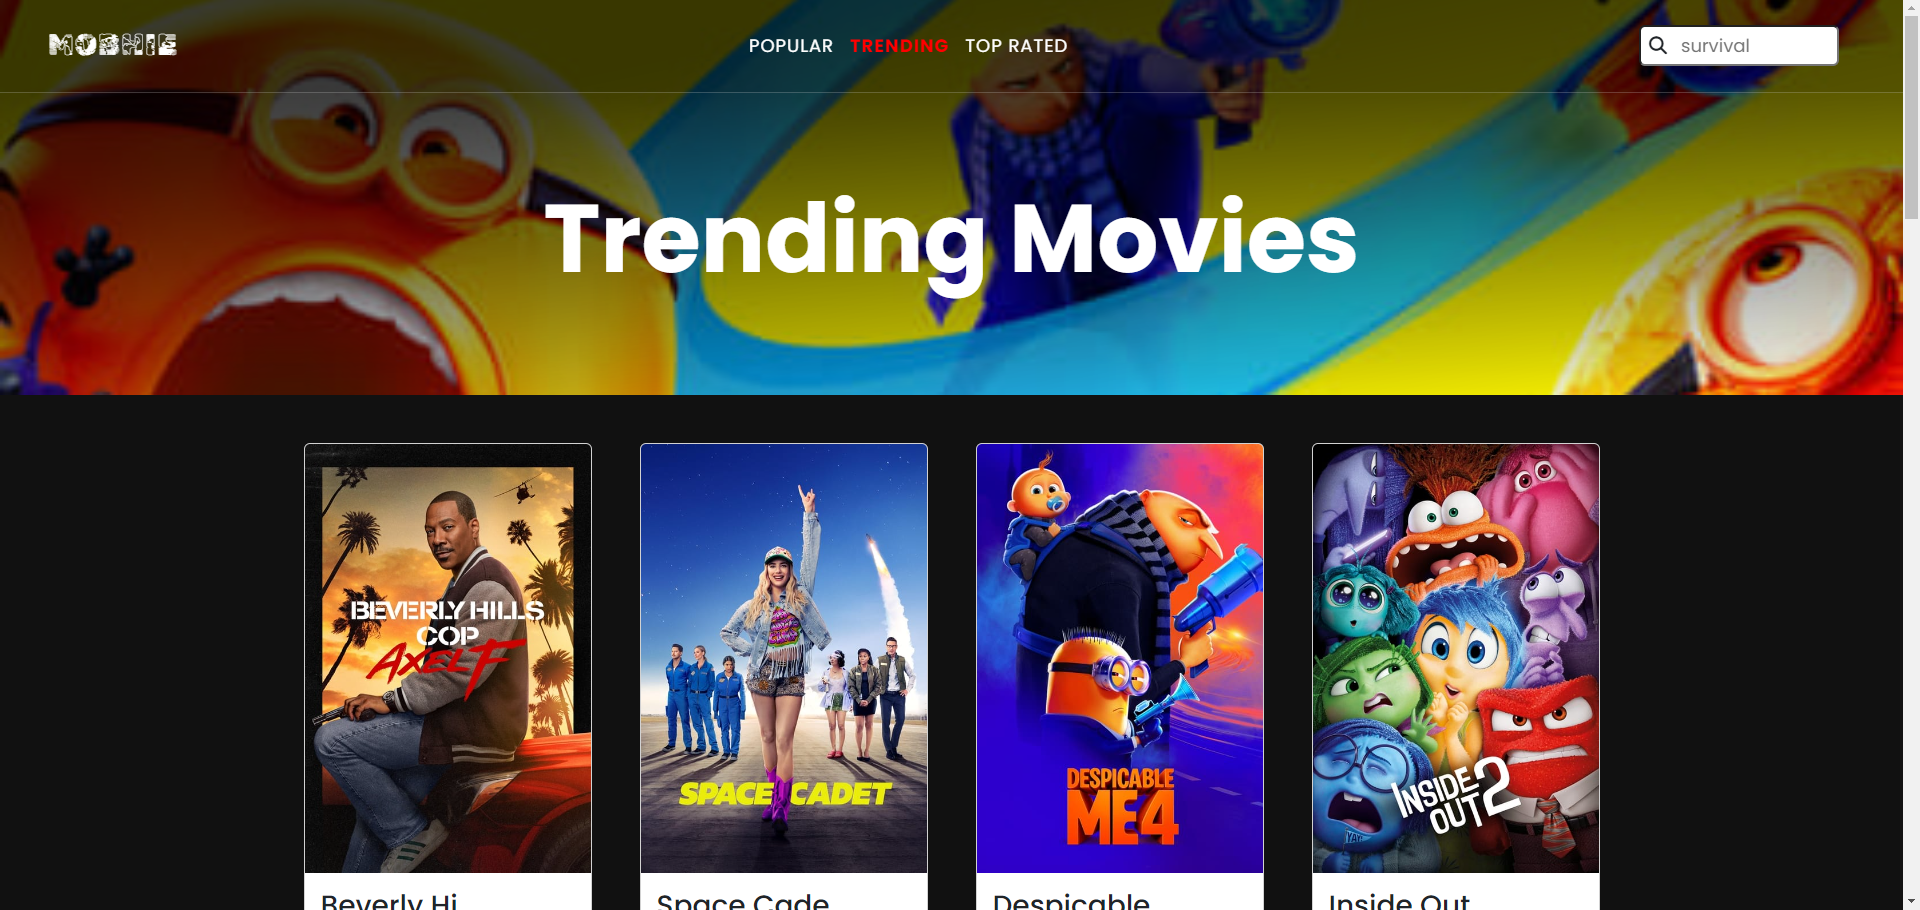 MOBHIE
POPULAR TRENDING TOP RATED
survival
Trending Movies
BEVERLY HILLS
COP
AXEL F
SPACE CADET
DESPICABLE
ME 4
INSIDE
OUT 2
Beverly Hi
Space Cade
Despicable
Inside Out